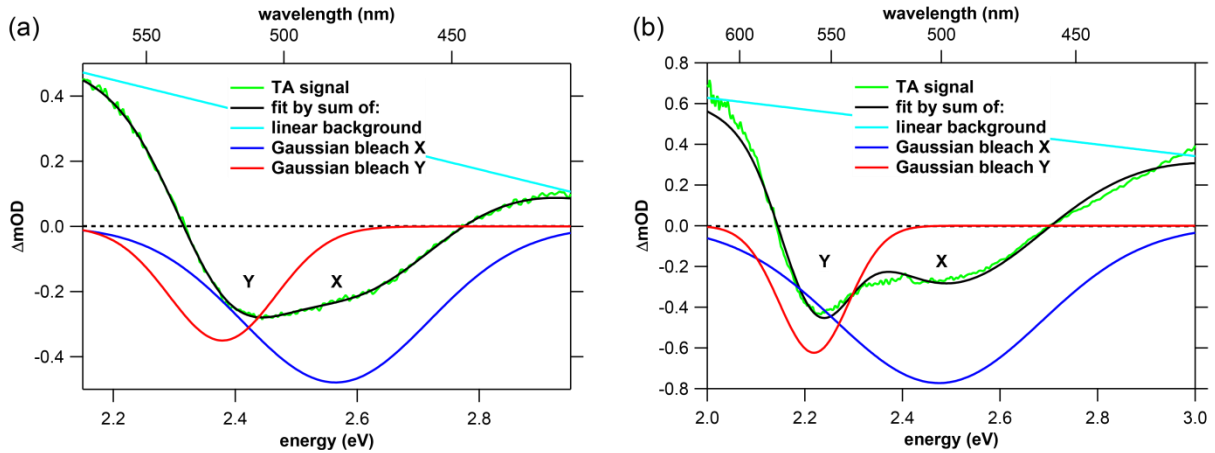 (a)
wavelength (nm)
550
500
450
0.4
0.2
0.0
-0.2
-0.4
ΔmOD
TA signal
fit by sum of:
linear background
Gaussian bleach X
Gaussian bleach Y
Y
X
2.2
2.4
2.6
2.8
energy (eV)
(b)
wavelength (nm)
600
550
500
450
0.8
0.6
0.4
0.2
0.0
-0.2
-0.4
-0.6
-0.8
ΔmOD
TA signal
fit by sum of:
linear background
Gaussian bleach X
Gaussian bleach Y
Y
X
2.0
2.2
2.4
2.6
2.8
3.0
energy (eV)